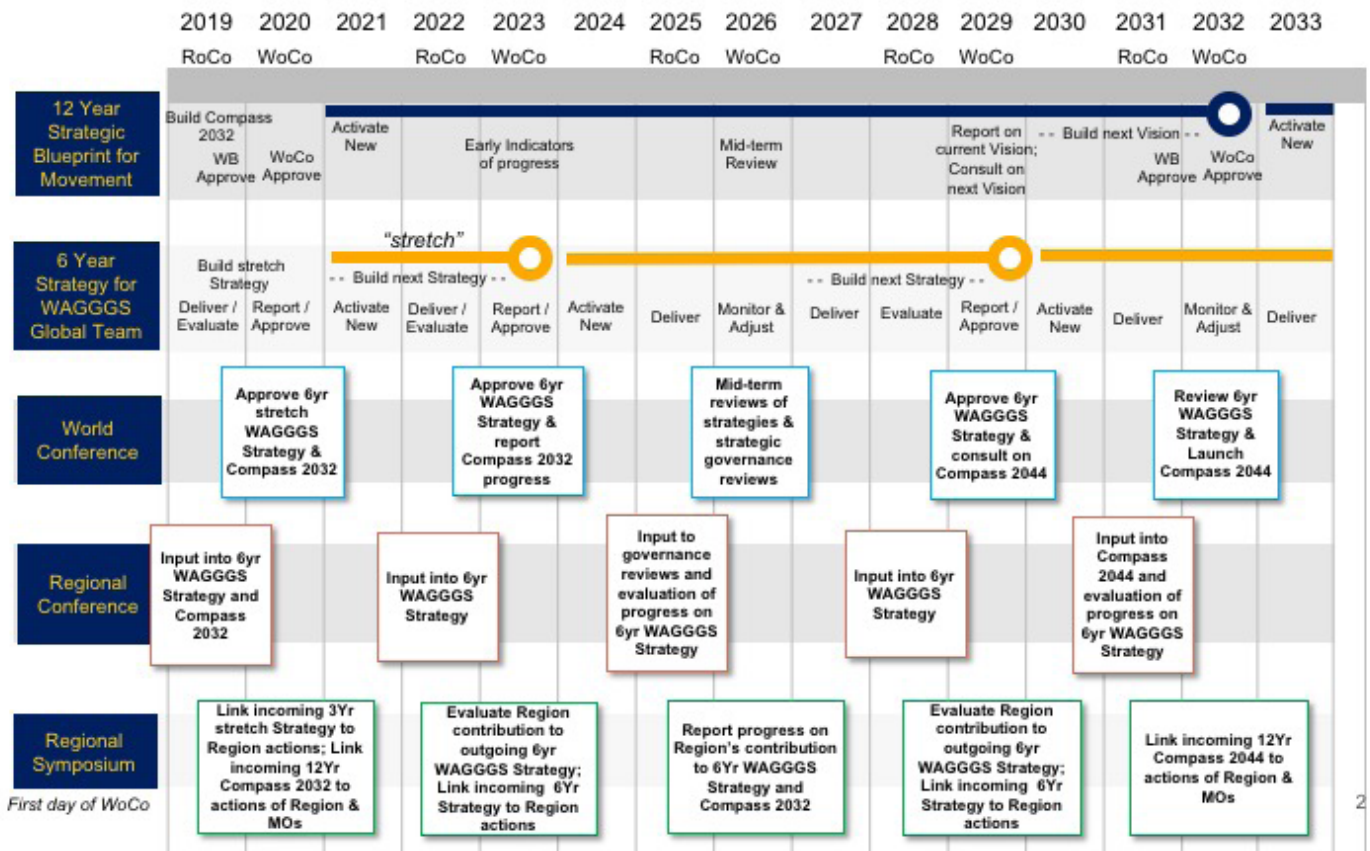 2019 2020 2021 2022 2023 2024 2025 2026 2027 2028 2029 2030 2031 2032 2033
RoCo WoCo RoCo WoCo RoCo WoCo RoCo WoCo RoCo WoCo
12 Year
Strategic
Blueprint for
Movement
Build Compass
2032
WB
Approve
WoCo
Approve
Activate
New
Early Indicators
of progress
Mid-term
Review
Report on
current Vision;
Consult on
next Vision
- - Build next Vision - -
WB
Approve
WoCo
Approve
Activate
New
6 Year
Strategy for
WAGGGS
Global Team
"stretch"
Build stretch
Strategy
- - Build next Strategy - -
- - Build next Strategy - -
Deliver /
Evaluate
Report /
Approve
Activate
New
Deliver /
Evaluate
Report /
Approve
Activate
New
Deliver
Monitor &
Adjust
Deliver
Evaluate
Report /
Approve
Activate
New
Deliver
Monitor &
Adjust
Deliver
World
Conference
Approve 6yr
stretch
WAGGGS
Strategy &
Compass 2032
Approve 6yr
WAGGGS
Strategy &
report
Compass 2032
progress
Mid-term
reviews of
strategies &
strategic
governance
reviews
Approve 6yr
WAGGGS
Strategy &
consult on
Compass 2044
Review 6yr
WAGGGS
Strategy &
Launch
Compass 2044
Regional
Conference
Input into 6yr
WAGGGS
Strategy and
Compass
2032
Input into 6yr
WAGGGS
Strategy
Input to
governance
reviews and
evaluation of
progress on
6yr WAGGGS
Strategy
Input into 6yr
WAGGGS
Strategy
Input into
Compass
2044 and
evaluation of
progress on
6yr WAGGGS
Strategy
Regional
Symposium
First day of WoCo
Link incoming 3Yr
stretch Strategy to
Region actions; Link
incoming 12Yr
Compass 2032 to
actions of Region &
MOs
Evaluate Region
contribution to
outgoing 6yr
WAGGGS Strategy;
Link incoming 6Yr
Strategy to Region
actions
Report progress on
Region's contribution
to 6Yr WAGGGS
Strategy and
Compass 2032
Evaluate Region
contribution to
outgoing 6yr
WAGGGS Strategy;
Link incoming 6Yr
Strategy to Region
actions
Link incoming 12Yr
Compass 2044 to
actions of Region &
MOs
2